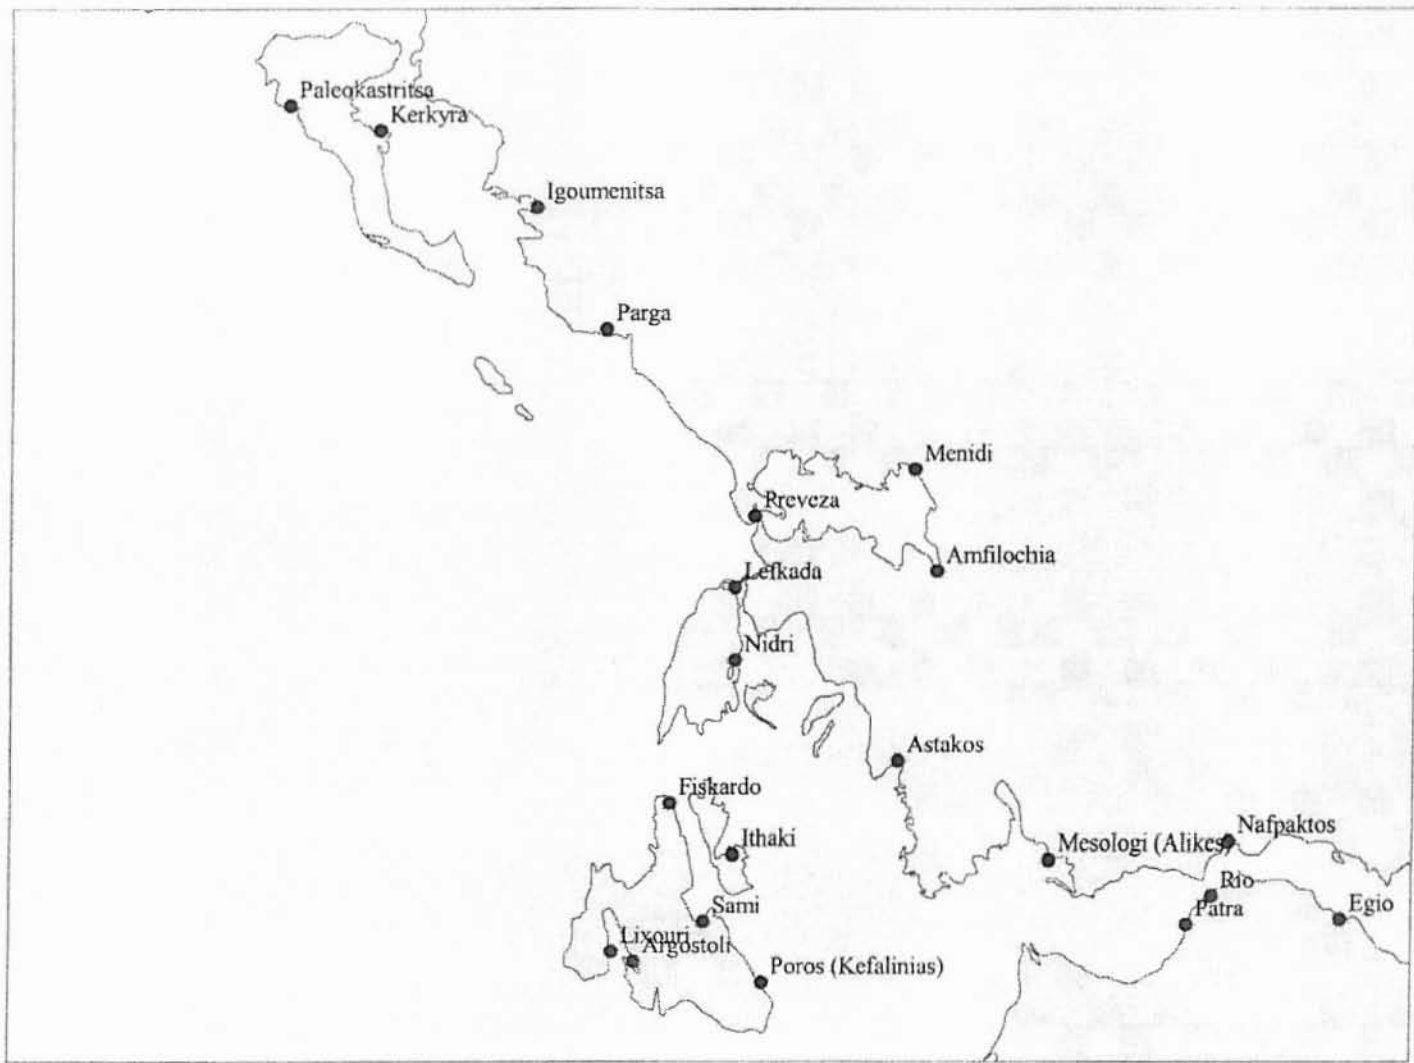 Paleokastritsa
Kerkyra
Igoumenitsa
Parga
Menidi
Preveza
Amfilochia
Lefkada
Nidri
Astakos
Fiskardo
Ithaki
Mesologi (Alikes)
Nafpaktos
Rio
Patra
Egio
Sami
Lixouri
Argostoli
Poros (Kefalinias)